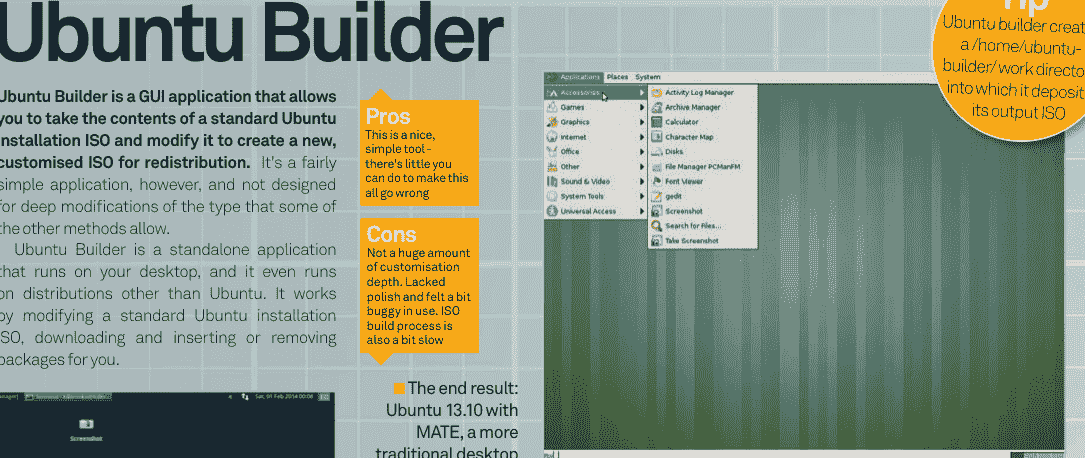 Ubuntu Builder
Ubuntu Builder is a GUI application that allows
you to take the contents of a standard Ubuntu
installation ISO and modify it to create a new,
customised ISO for redistribution. It's a fairly
simple application, however, and not designed
for deep modifications of the type that some of
the other methods allow.
Ubuntu Builder is a standalone application
that runs on your desktop, and it even runs
on distributions other than Ubuntu. It works
by modifying a standard Ubuntu installation
ISO, downloading and inserting or removing
packages for you.
Sat, 01 Feb 2014 00:08
Screenshot
Pros
This is a nice,
simple tool -
there's little you
can do to make this
all go wrong
Cons
Not a huge amount
of customisation
depth. Lacked
polish and felt a bit
buggy in use. ISO
build process is
also a bit slow
The end result:
Ubuntu 13.10 with
MATE, a more
traditional desktop
Applications Places System
Accessories
Games
Graphics
Internet
Office
Other
Sound & Video
System Tools
Universal Access
Activity Log Manager
Archive Manager
Calculator
Character Map
Disks
File Manager PCManFM
Font Viewer
gedit
Screenshot
Search for Files...
Take Screenshot
Ubuntu builder creat
a /home/ubuntu-
builder/ work directo
into which it deposit
its output ISO